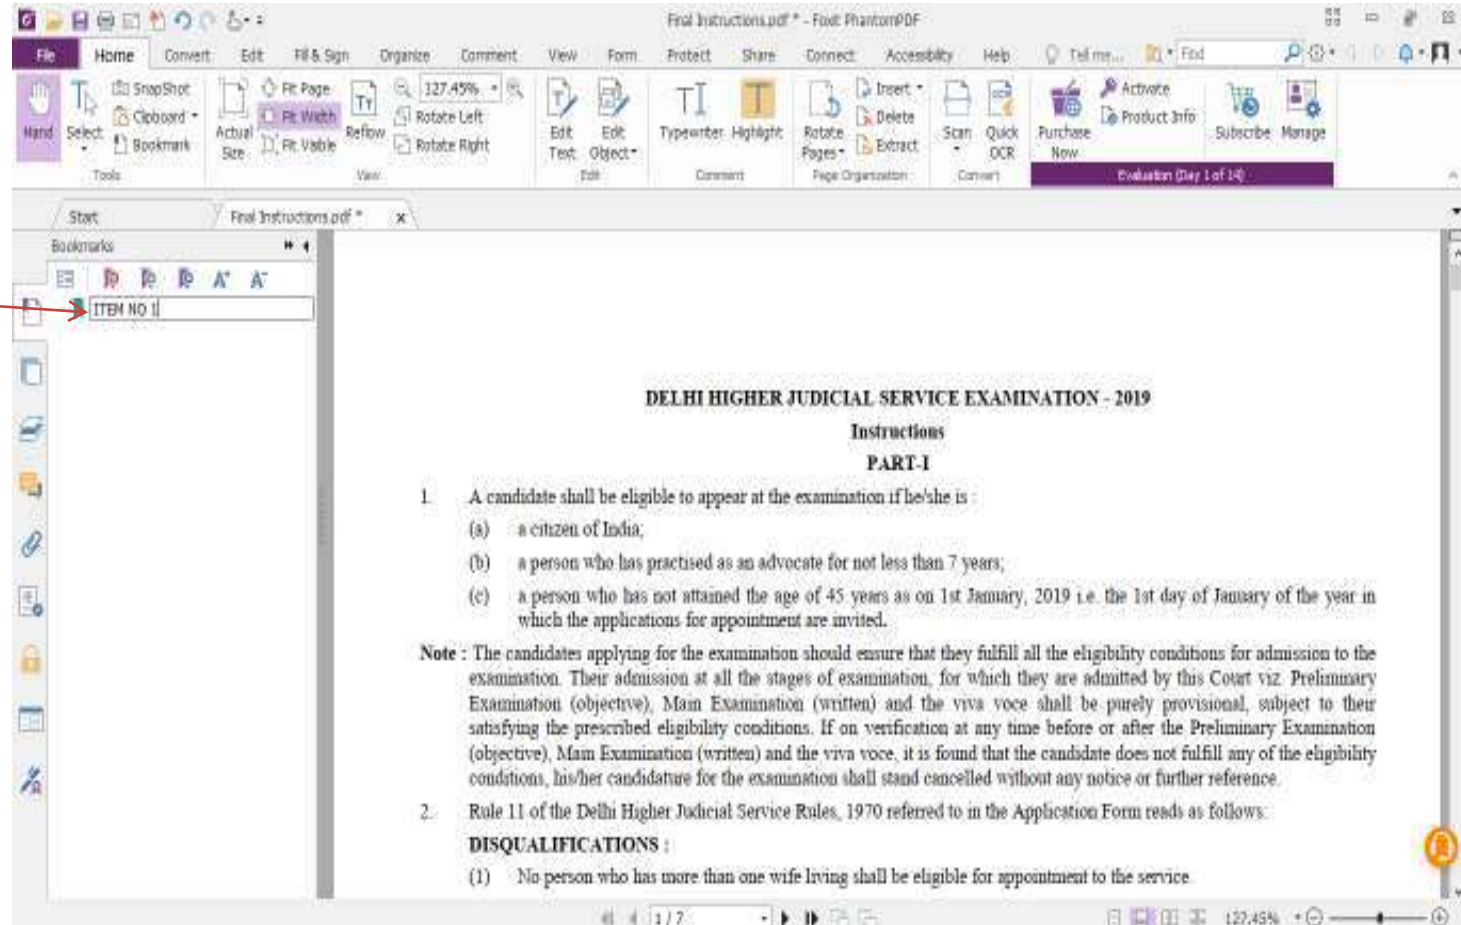 Final Instructions.pdf * - Foxit PhantomPDF
File Home Convert Edit Fill & Sign Organize Comment View Form Protect Share Connect Accessibility Help Tell me... Find
Hand
Select
SnapShot
Clipboard
Bookmark
Tools
Actual Size
Fit Page
Fit Width
Fit Visible
Reflow
127.45%
Rotate Left
Rotate Right
View
Edit Text
Edit Object
Edit
Typewriter
Highlight
Comment
Rotate Pages
Insert
Delete
Extract
Page Organization
Scan
Quick OCR
Convert
Purchase Now
Activate
Product Info
Subscribe
Manage
Evaluation (Day 1 of 14)
Start
Final Instructions.pdf *
Bookmarks
ITEM NO 1
DELHI HIGHER JUDICIAL SERVICE EXAMINATION - 2019
Instructions
PART-I
1. A candidate shall be eligible to appear at the examination if he/she is :
(a) a citizen of India;
(b) a person who has practised as an advocate for not less than 7 years;
(c) a person who has not attained the age of 45 years as on 1st January, 2019 i.e. the 1st day of January of the year in
which the applications for appointment are invited.
Note : The candidates applying for the examination should ensure that they fulfill all the eligibility conditions for admission to the
examination. Their admission at all the stages of examination, for which they are admitted by this Court viz. Preliminary
Examination (objective), Main Examination (written) and the viva voce shall be purely provisional, subject to their
satisfying the prescribed eligibility conditions. If on verification at any time before or after the Preliminary Examination
(objective), Main Examination (written) and the viva voce, it is found that the candidate does not fulfill any of the eligibility
conditions, his/her candidature for the examination shall stand cancelled without any notice or further reference.
2. Rule 11 of the Delhi Higher Judicial Service Rules, 1970 referred to in the Application Form reads as follows:
DISQUALIFICATIONS :
(1) No person who has more than one wife living shall be eligible for appointment to the service.
1 / 7
127.45%